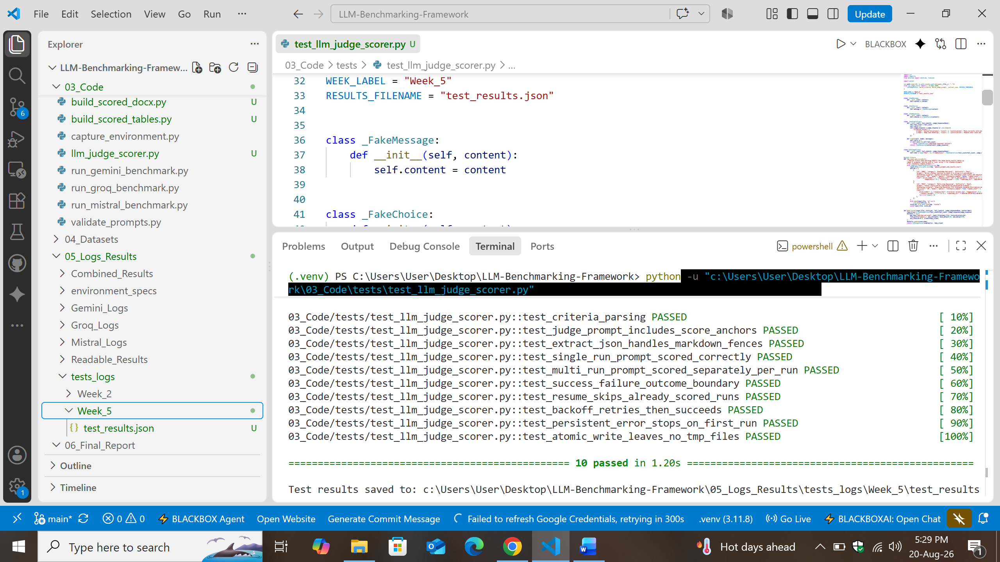 File Edit Selection View Go Run ...
LLM-Benchmarking-Framework
Update
Explorer
LLM-Benchmarking-Framew...
03_Code
build_scored_docx.py U
build_scored_tables.py U
capture_environment.py
llm_judge_scorer.py U
run_gemini_benchmark.py
run_groq_benchmark.py
run_mistral_benchmark.py
validate_prompts.py
04_Datasets
05_Logs_Results
Combined_Results
environment_specs
Gemini_Logs
Groq_Logs
Mistral_Logs
Readable_Results
tests_logs
Week_2
Week_5
{} test_results.json U
06_Final_Report
Outline
Timeline
6
1
test_llm_judge_scorer.py U
BLACKBOX
03_Code > tests > test_llm_judge_scorer.py > ...
32 WEEK_LABEL = "Week_5"
33 RESULTS_FILENAME = "test_results.json"
34
35
36 class _FakeMessage:
37 def __init__(self, content):
38 self.content = content
39
40
41 class _FakeChoice:
Problems Output Debug Console Terminal Ports
powershell
(.venv) PS C:\Users\User\Desktop\LLM-Benchmarking-Framework> python -u "c:\Users\User\Desktop\LLM-Benchmarking-Framewo
rk\03_Code\tests\test_llm_judge_scorer.py"
03_Code/tests/test_llm_judge_scorer.py::test_criteria_parsing PASSED [ 10%]
03_Code/tests/test_llm_judge_scorer.py::test_judge_prompt_includes_score_anchors PASSED [ 20%]
03_Code/tests/test_llm_judge_scorer.py::test_extract_json_handles_markdown_fences PASSED [ 30%]
03_Code/tests/test_llm_judge_scorer.py::test_single_run_prompt_scored_correctly PASSED [ 40%]
03_Code/tests/test_llm_judge_scorer.py::test_multi_run_prompt_scored_separately_per_run PASSED [ 50%]
03_Code/tests/test_llm_judge_scorer.py::test_success_failure_outcome_boundary PASSED [ 60%]
03_Code/tests/test_llm_judge_scorer.py::test_resume_skips_already_scored_runs PASSED [ 70%]
03_Code/tests/test_llm_judge_scorer.py::test_backoff_retries_then_succeeds PASSED [ 80%]
03_Code/tests/test_llm_judge_scorer.py::test_persistent_error_stops_on_first_run PASSED [ 90%]
03_Code/tests/test_llm_judge_scorer.py::test_atomic_write_leaves_no_tmp_files PASSED [100%]
================================================ 10 passed in 1.20s =================================================
Test results saved to: c:\Users\User\Desktop\LLM-Benchmarking-Framework\05_Logs_Results\tests_logs\Week_5\test_results
main* 0 0 BLACKBOX Agent Open Website Generate Commit Message Failed to refresh Google Credentials, retrying in 300s .venv (3.11.8) Go Live BLACKBOXAI: Open Chat
Type here to search
Hot days ahead
5:29 PM
20-Aug-26
1